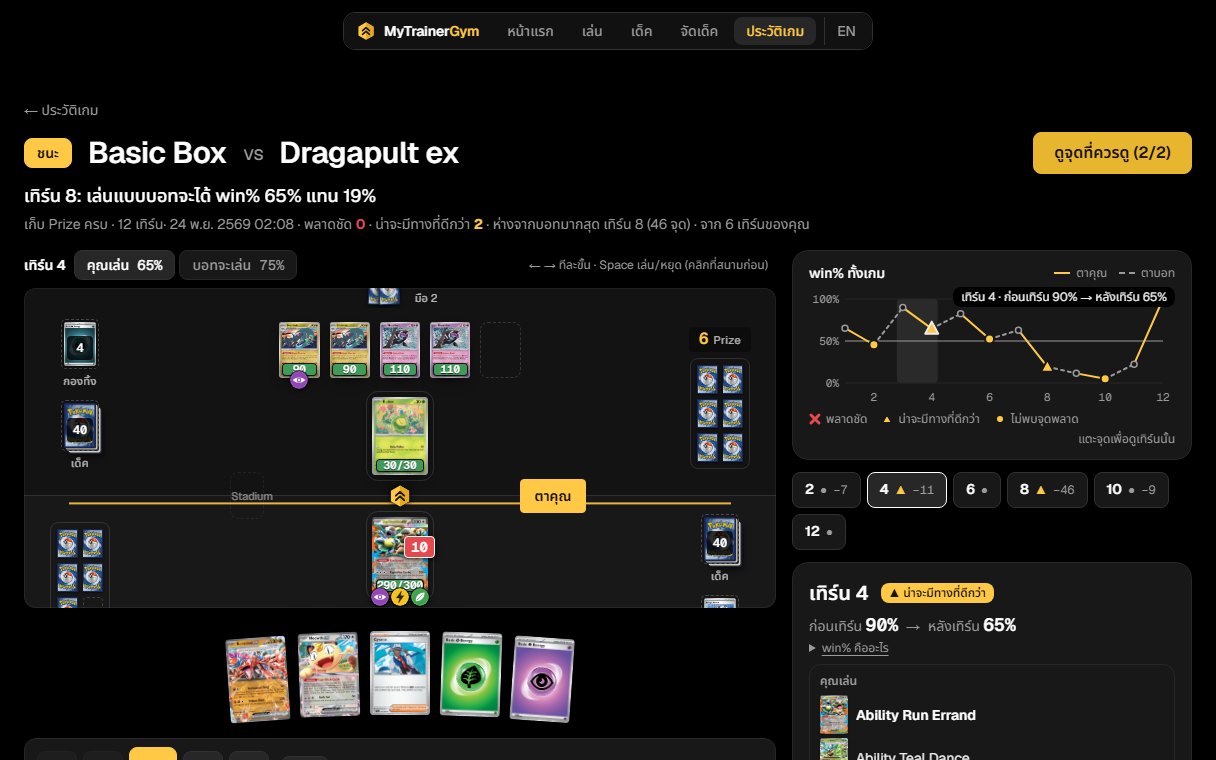 MyTrainerGym หน้าแรก เล่น เด็ค จัดเด็ค ประวัติเกม EN
← ประวัติเกม
ชนะ Basic Box vs Dragapult ex
ดูจุดที่ควรดู (2/2)
เทิร์น 8: เล่นแบบบอทจะได้ win% 65% แทน 19%
เก็บ Prize ครบ · 12 เทิร์น · 24 พ.ย. 2569 02:08 · พลาดชัด 0 · น่าจะมีทางที่ดีกว่า 2 · ห่างจากบอทมากสุด เทิร์น 8 (46 จุด) · จาก 6 เทิร์นของคุณ
เทิร์น 4 คุณเล่น 65% บอทจะเล่น 75%
← → ทีละขั้น · Space เล่น/หยุด (คลิกที่สนามก่อน)
มือ 2
4
กองทิ้ง
90 90 110 110
6 Prize
40
เด็ค
30/30
Stadium
ตาคุณ
10
290/300
40
เด็ค
win% ทั้งเกม
ตาคุณ ตาบอท
เทิร์น 4 · ก่อนเทิร์น 90% → หลังเทิร์น 65%
100%
50%
0%
2 4 6 8 10 12
พลาดชัด น่าจะมีทางที่ดีกว่า ไม่พบจุดพลาด
แตะจุดเพื่อดูเทิร์นนั้น
2 -7
4 ▲ -11
6
8 ▲ -46
10 -9
12
เทิร์น 4 ▲ น่าจะมีทางที่ดีกว่า
ก่อนเทิร์น 90% → หลังเทิร์น 65%
▶ win% คืออะไร
คุณเล่น
Ability Run Errand
Ability Teal Dance